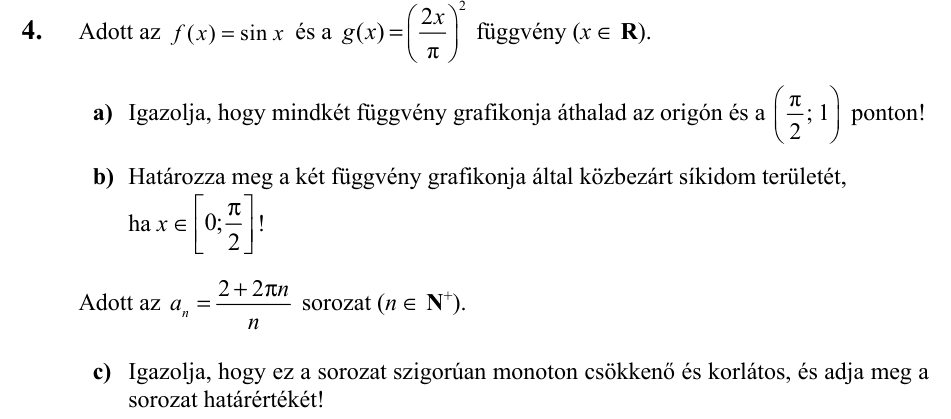 4. Adott az f(x) = sin x és a g(x) = (2x/π)² függvény (x ∈ R).
a) Igazolja, hogy mindkét függvény grafikonja áthalad az origón és a (π/2; 1) ponton!
b) Határozza meg a két függvény grafikonja által közbezárt síkidom területét,
ha x ∈ [0; π/2]!
Adott az aₙ = (2 + 2πn)/n sorozat (n ∈ N⁺).
c) Igazolja, hogy ez a sorozat szigorúan monoton csökkenő és korlátos, és adja meg a
sorozat határértékét!